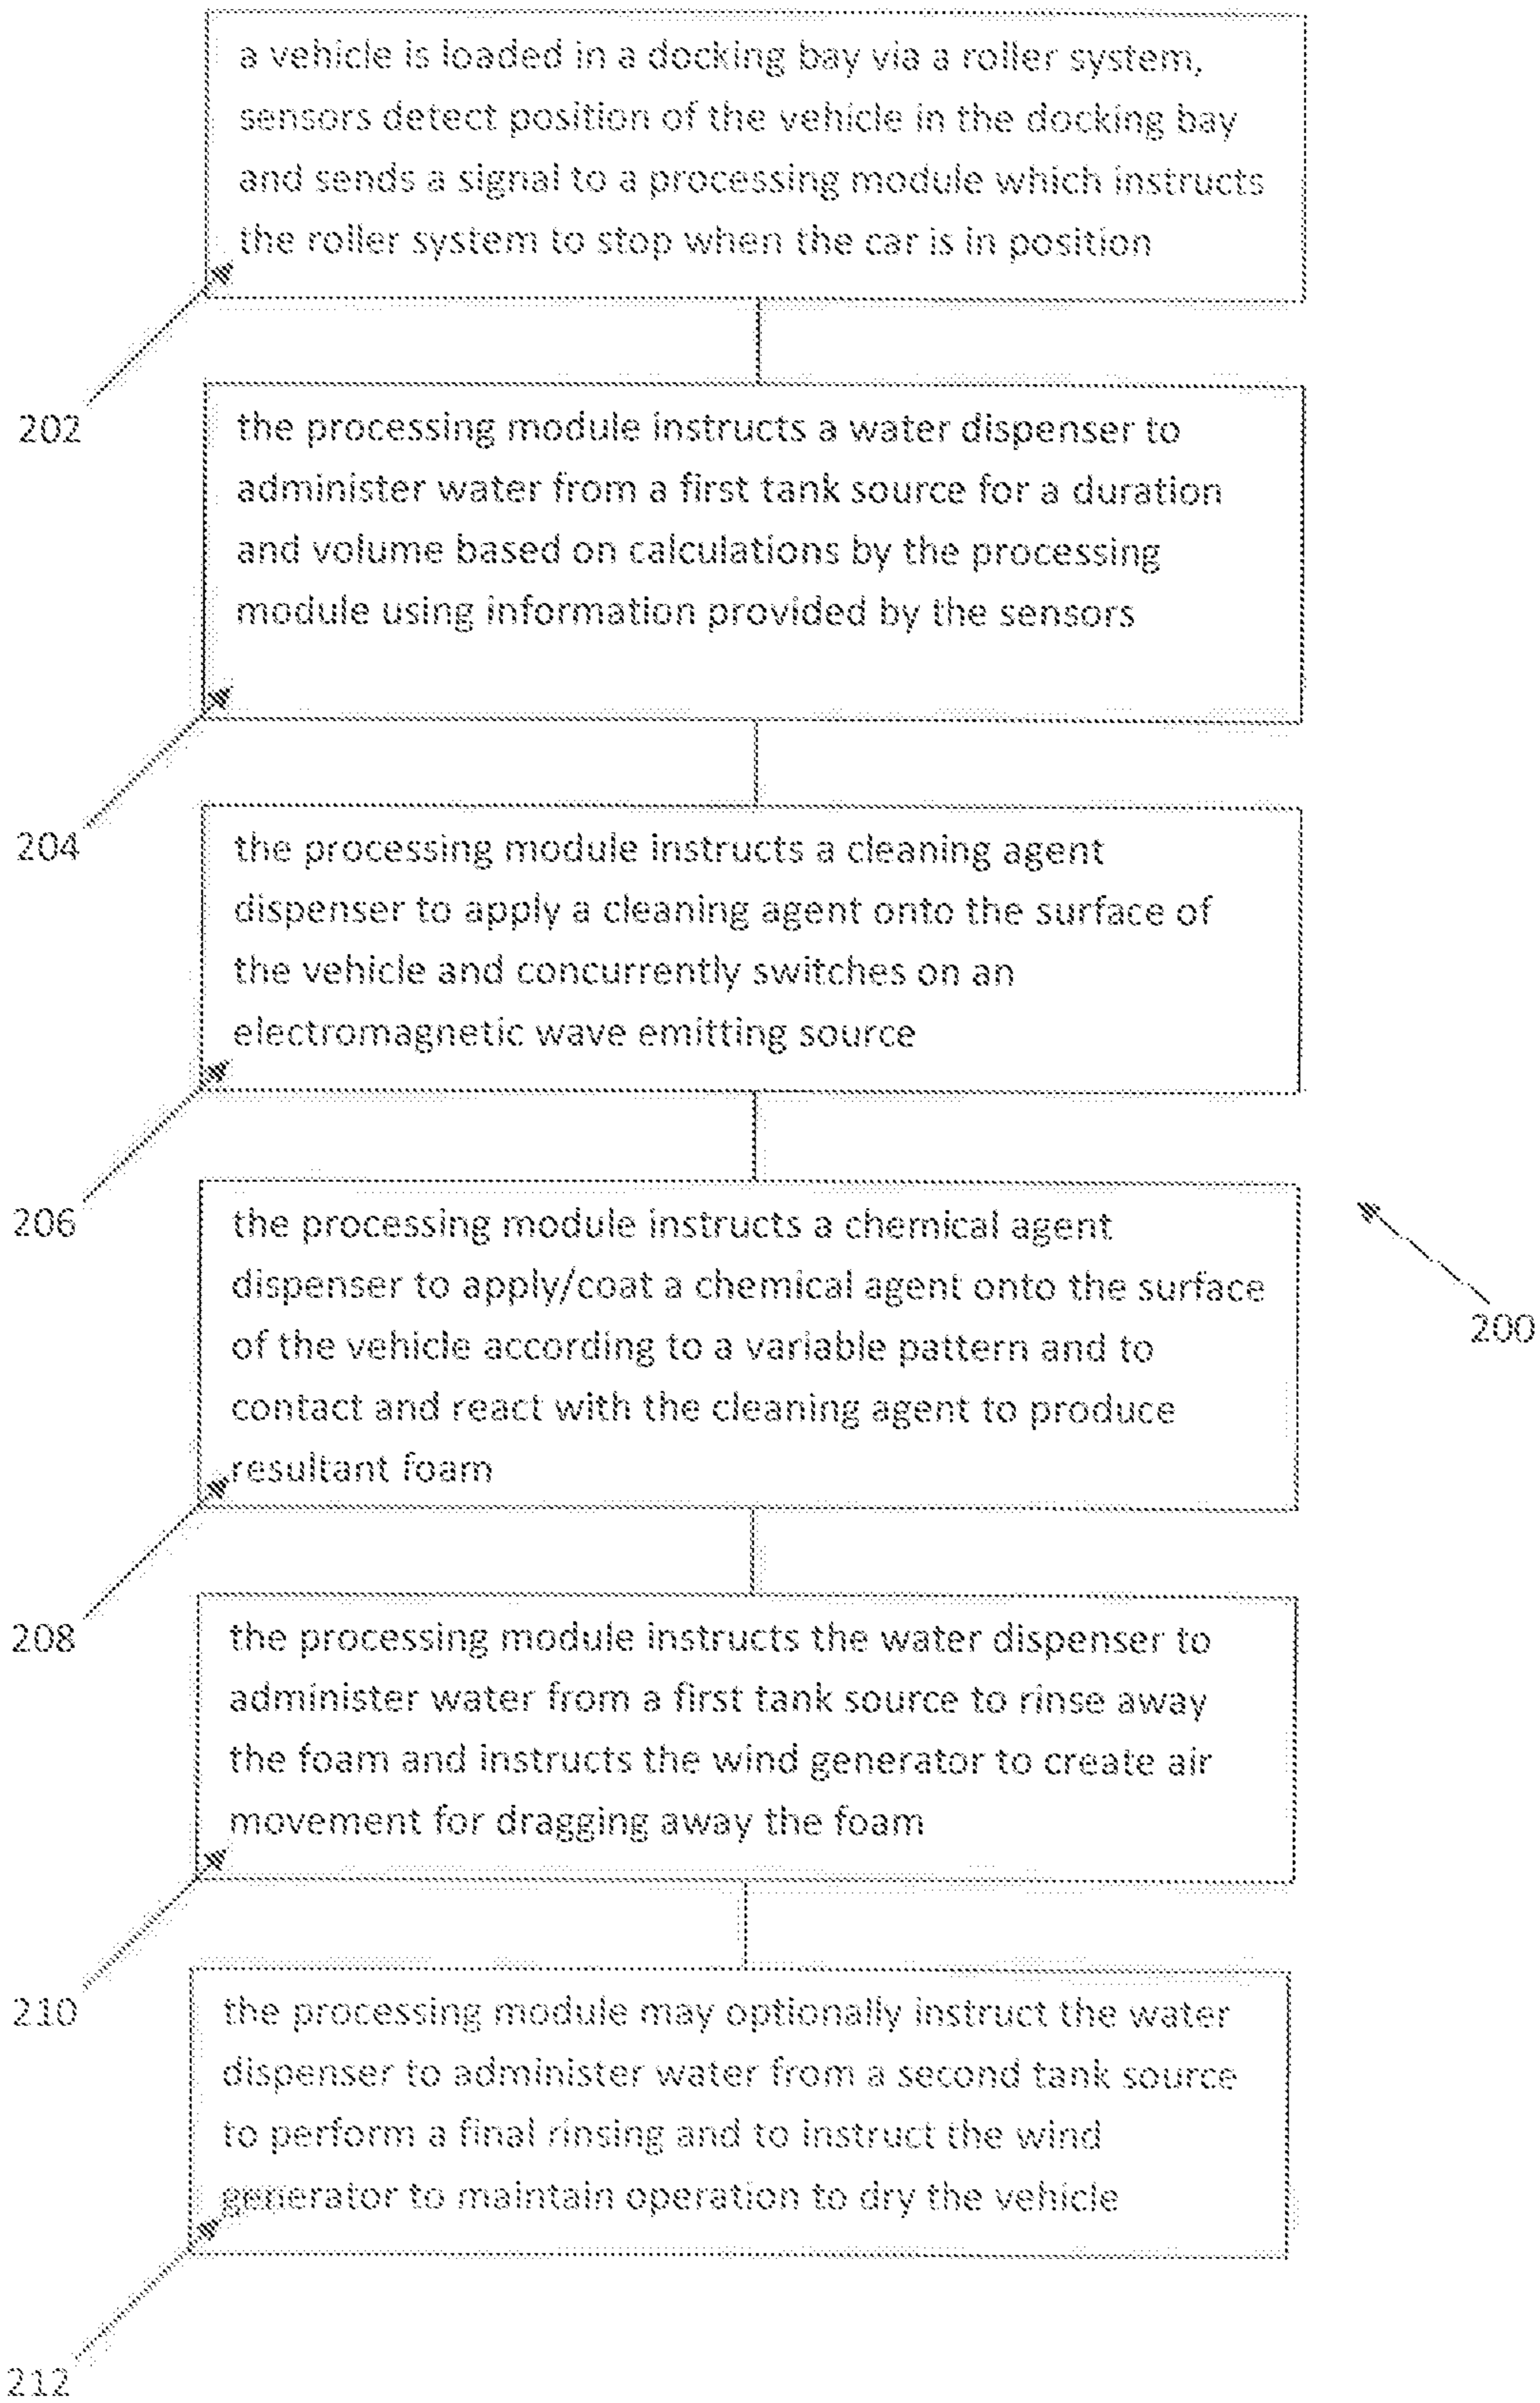 a vehicle is loaded in a docking bay via a roller system,
sensors detect position of the vehicle in the docking bay
and sends a signal to a processing module which instructs
the roller system to stop when the car is in position
202
the processing module instructs a water dispenser to
administer water from a first tank source for a duration
and volume based on calculations by the processing
module using information provided by the sensors
204
the processing module instructs a cleaning agent
dispenser to apply a cleaning agent onto the surface of
the vehicle and concurrently switches on an
electromagnetic wave emitting source
206
the processing module instructs a chemical agent
dispenser to apply/coat a chemical agent onto the surface
of the vehicle according to a variable pattern and to
contact and react with the cleaning agent to produce
resultant foam
200
208
the processing module instructs the water dispenser to
administer water from a first tank source to rinse away
the foam and instructs the wind generator to create air
movement for dragging away the foam
210
the processing module may optionally instruct the water
dispenser to administer water from a second tank source
to perform a final rinsing and to instruct the wind
generator to maintain operation to dry the vehicle
212